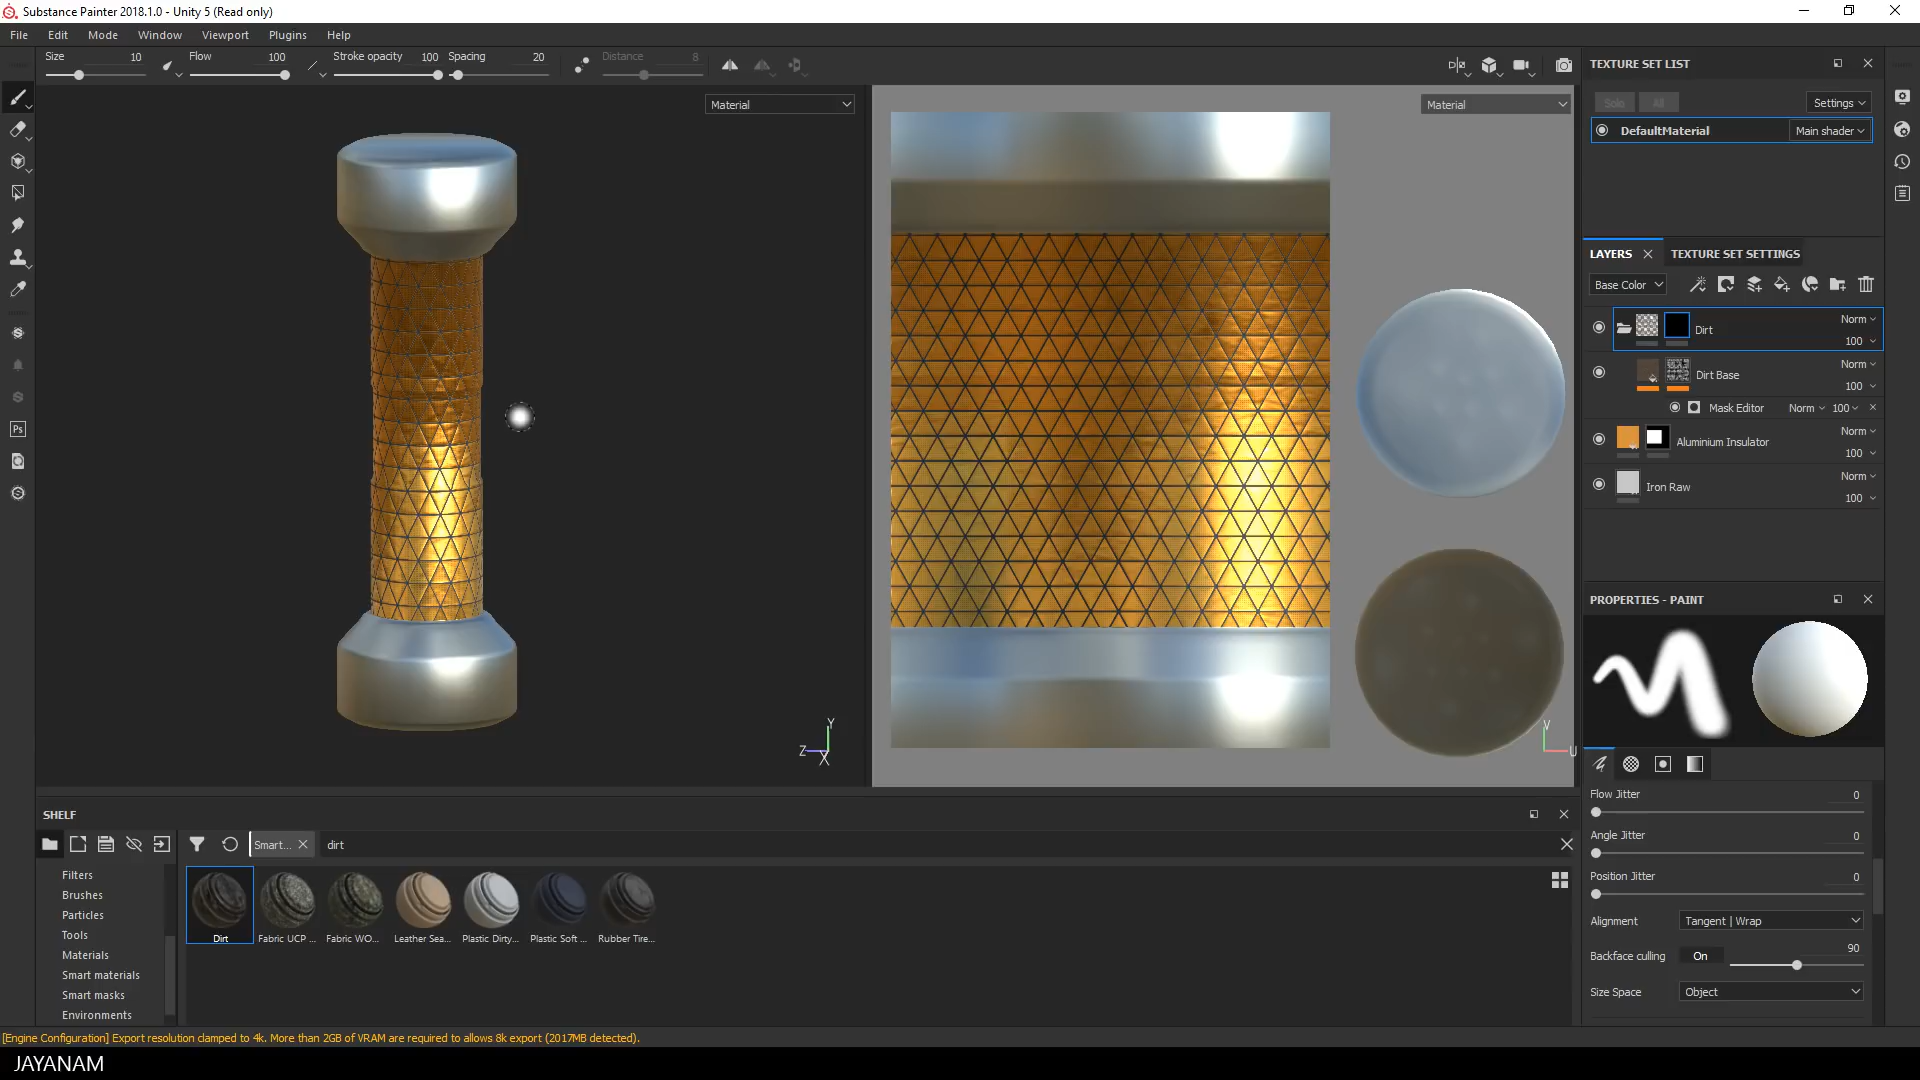 Substance Painter 2018.1.0 - Unity 5 (Read only)
File Edit Mode Window Viewport Plugins Help
Size 10 Flow 100 Stroke opacity 100 Spacing 20 Distance 8
Material
Material
TEXTURE SET LIST
Solo All Settings
DefaultMaterial Main shader
LAYERS TEXTURE SET SETTINGS
Base Color
Dirt Norm 100
Dirt Base Norm 100
Mask Editor Norm 100
Aluminium Insulator Norm 100
Iron Raw Norm 100
Ps
Y
Z
X
V
U
PROPERTIES - PAINT
Flow Jitter 0
Angle Jitter 0
Position Jitter 0
Alignment Tangent | Wrap
Backface culling On 90
Size Space Object
SHELF
Smart... dirt
Filters
Brushes
Particles
Tools
Materials
Smart materials
Smart masks
Environments
Dirt Fabric UCP ... Fabric WO... Leather Sea... Plastic Dirty... Plastic Soft ... Rubber Tire...
[Engine Configuration] Export resolution clamped to 4k. More than 2GB of VRAM are required to allows 8k export (2017MB detected).
JAYANAM